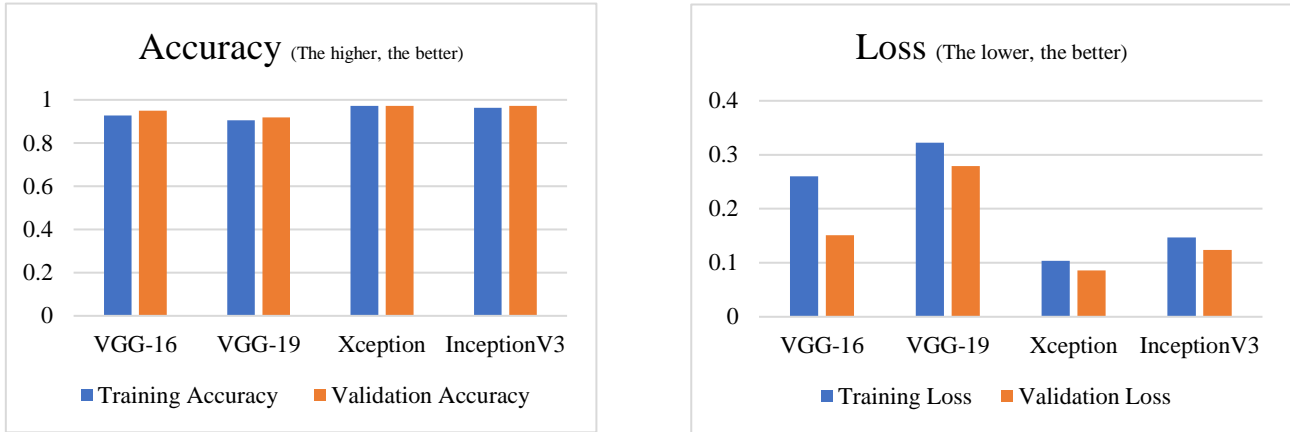 Accuracy (The higher, the better)
1
0.8
0.6
0.4
0.2
0
VGG-16 VGG-19 Xception InceptionV3
Training Accuracy Validation Accuracy
Loss (The lower, the better)
0.4
0.3
0.2
0.1
0
VGG-16 VGG-19 Xception InceptionV3
Training Loss Validation Loss